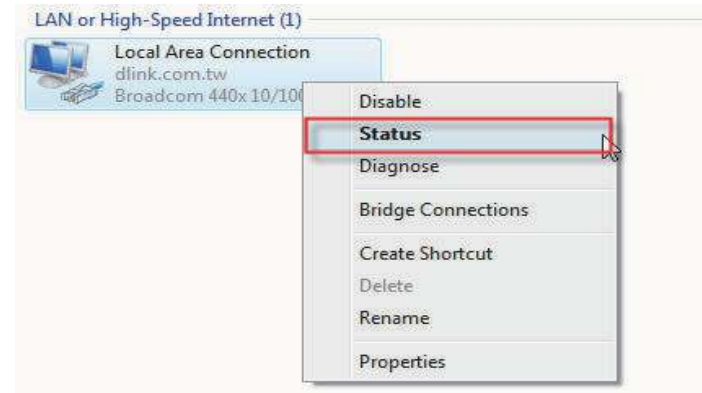 LAN or High-Speed Internet (1)
Local Area Connection
dlink.com.tw
Broadcom 440x 10/100
Disable
Status
Diagnose
Bridge Connections
Create Shortcut
Delete
Rename
Properties